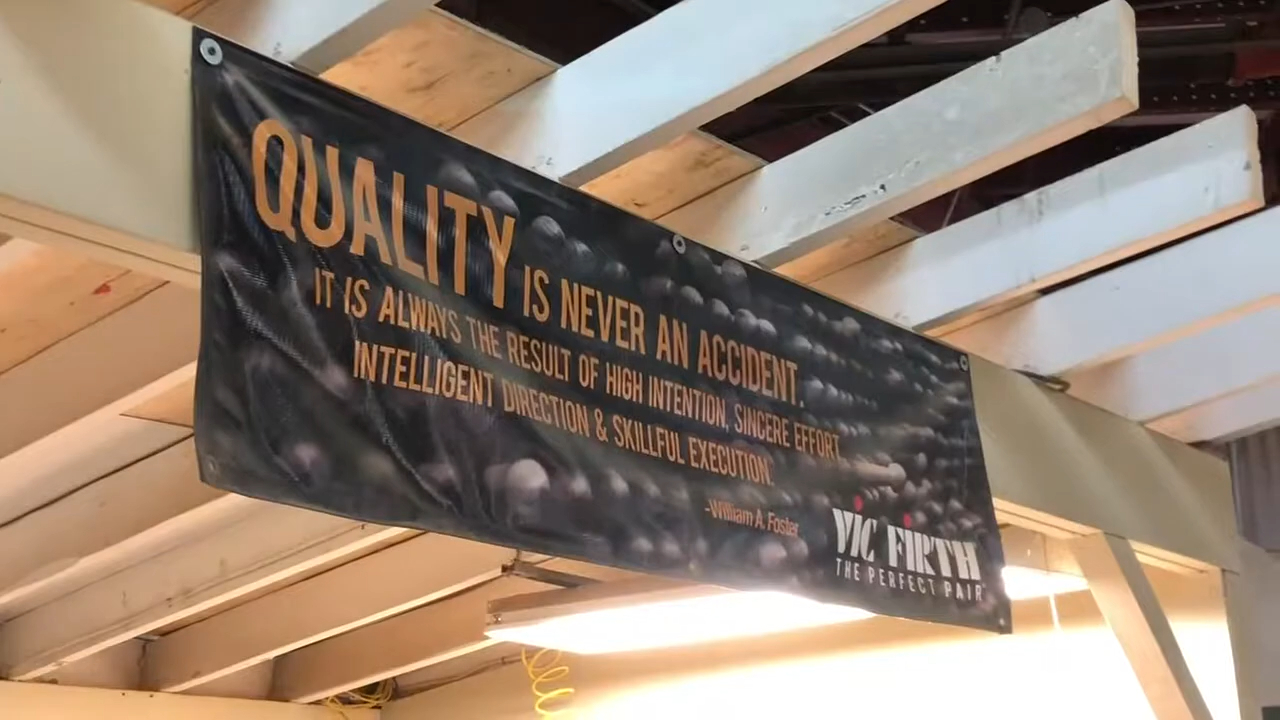 QUALITY IS NEVER AN ACCIDENT.
IT IS ALWAYS THE RESULT OF HIGH INTENTION, SINCERE EFFORT,
INTELLIGENT DIRECTION & SKILLFUL EXECUTION.
-William A. Foster
VIC FIRTH
THE PERFECT PAIR